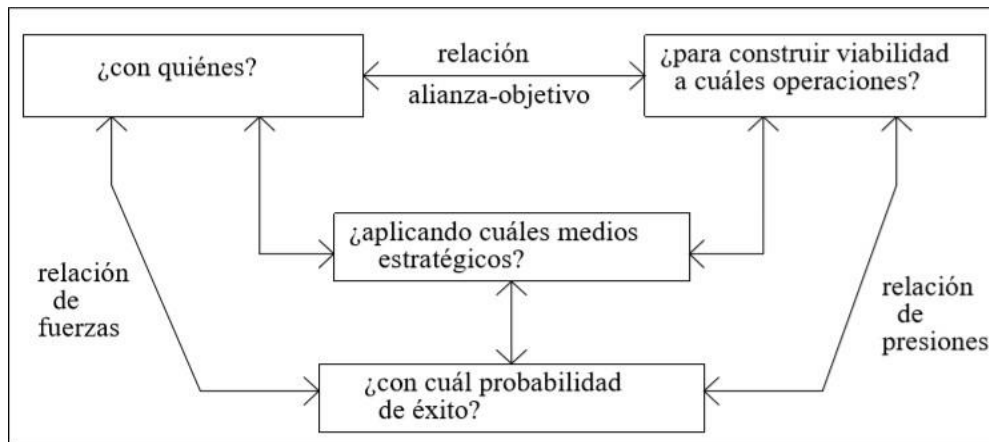 ¿con quiénes?
relación
alianza-objetivo
¿para construir viabilidad
a cuáles operaciones?
¿aplicando cuáles medios
estratégicos?
relación
de
fuerzas
relación
de
presiones
¿con cuál probabilidad
de éxito?